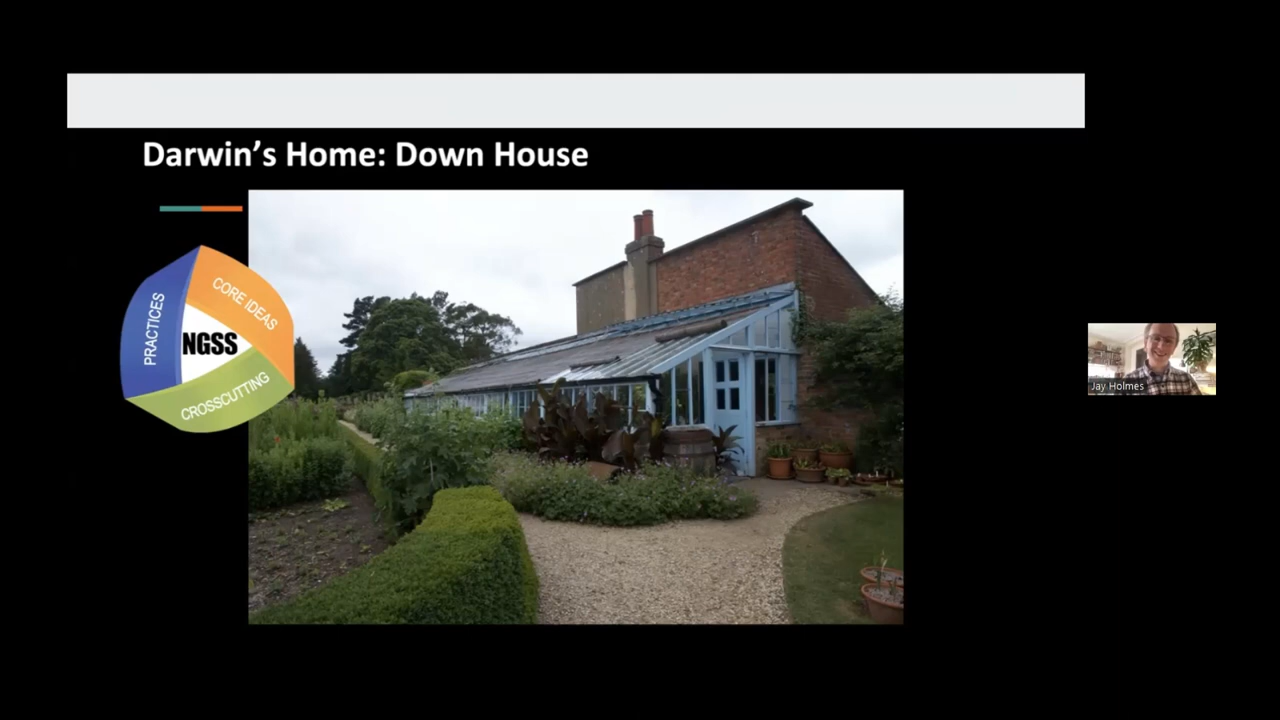 Darwin's Home: Down House
PRACTICES
CORE IDEAS
NGSS
CROSSCUTTING
Jay Holmes